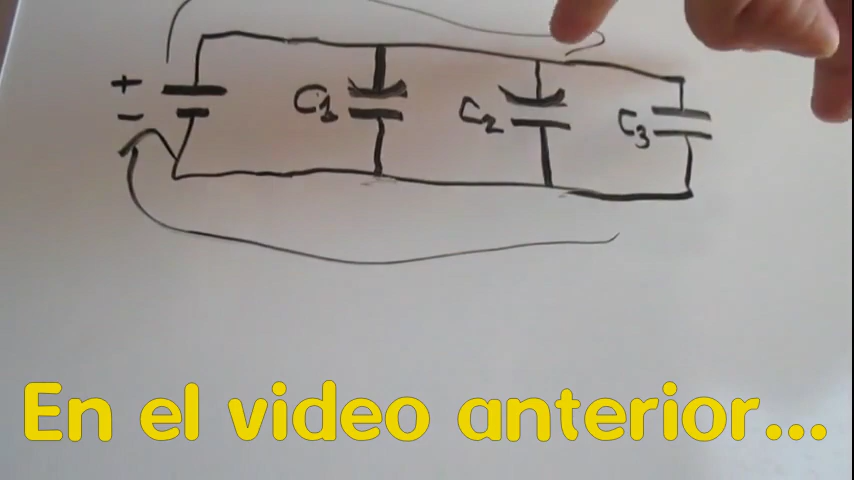 +
C1
C2
C3
−
En el video anterior...